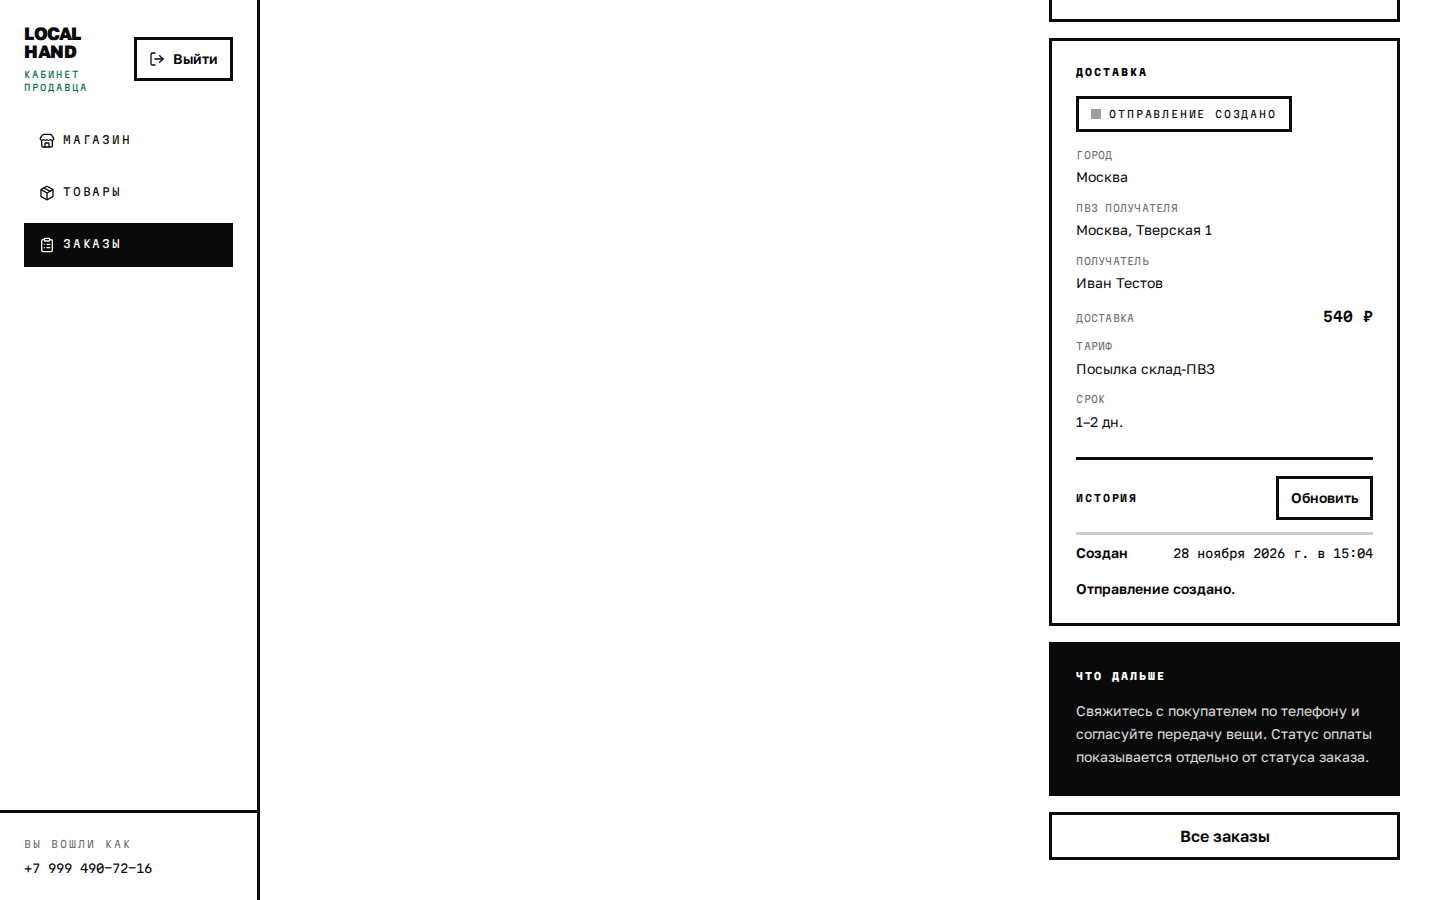 LOCAL
HAND
КАБИНЕТ
ПРОДАВЦА
Выйти
МАГАЗИН
ТОВАРЫ
ЗАКАЗЫ
ВЫ ВОШЛИ КАК
+7 999 490-72-16
ДОСТАВКА
ОТПРАВЛЕНИЕ СОЗДАНО
ГОРОД
Москва
ПВЗ ПОЛУЧАТЕЛЯ
Москва, Тверская 1
ПОЛУЧАТЕЛЬ
Иван Тестов
ДОСТАВКА 540 ₽
ТАРИФ
Посылка склад-ПВЗ
СРОК
1–2 дн.
ИСТОРИЯ Обновить
Создан 28 ноября 2026 г. в 15:04
Отправление создано.
ЧТО ДАЛЬШЕ
Свяжитесь с покупателем по телефону и
согласуйте передачу вещи. Статус оплаты
показывается отдельно от статуса заказа.
Все заказы